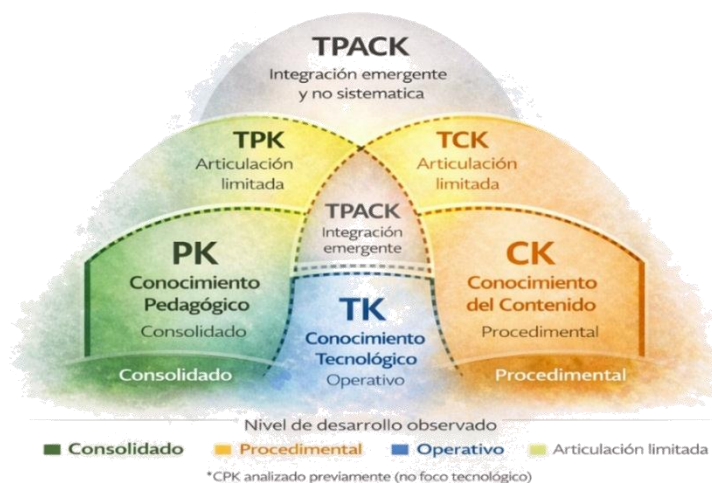 TPACK
Integración emergente
y no sistematica
TPK
Articulación
limitada
TCK
Articulación
limitada
TPACK
Integración
emergente
PK
Conocimiento
Pedagógico
Consolidado
Consolidado
TK
Conocimiento
Tecnológico
Operativo
CK
Conocimiento
del Contenido
Procedimental
Procedimental
Nivel de desarrollo observado
Consolidado
Procedimental
Operativo
Articulación limitada
*CPK analizado previamente (no foco tecnológico)